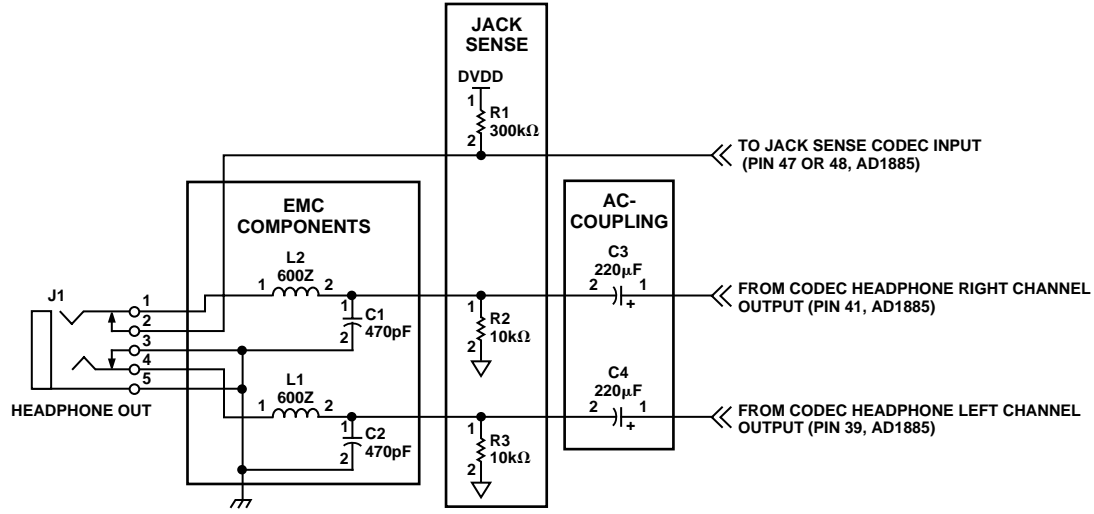 JACK
SENSE
DVDD
1
R1
300kΩ
2
TO JACK SENSE CODEC INPUT
(PIN 47 OR 48, AD1885)
EMC
COMPONENTS
AC-
COUPLING
L2
600Z
1 2
C3
220μF
2 1
+
FROM CODEC HEADPHONE RIGHT CHANNEL
OUTPUT (PIN 41, AD1885)
J1
1
2
3
4
5
HEADPHONE OUT
1
C1
470pF
2
1
R2
10kΩ
2
L1
600Z
1 2
C4
220μF
2 1
+
FROM CODEC HEADPHONE LEFT CHANNEL
OUTPUT (PIN 39, AD1885)
1
C2
470pF
2
1
R3
10kΩ
2